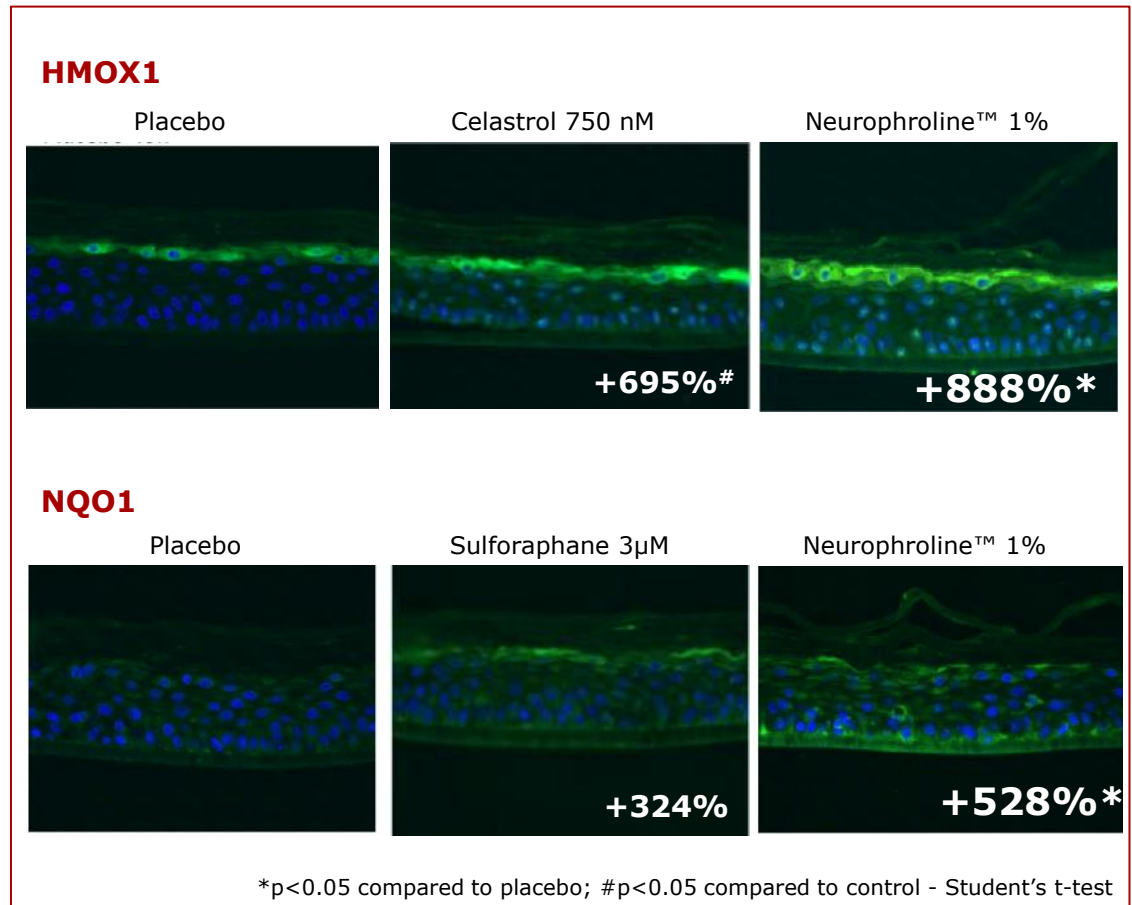 HMOX1
Placebo
Celastrol 750 nM
Neurophroline™ 1%
+695%#
+888%*
NQO1
Placebo
Sulforaphane 3µM
Neurophroline™ 1%
+324%
+528%*
*p<0.05 compared to placebo; #p<0.05 compared to control - Student’s t-test